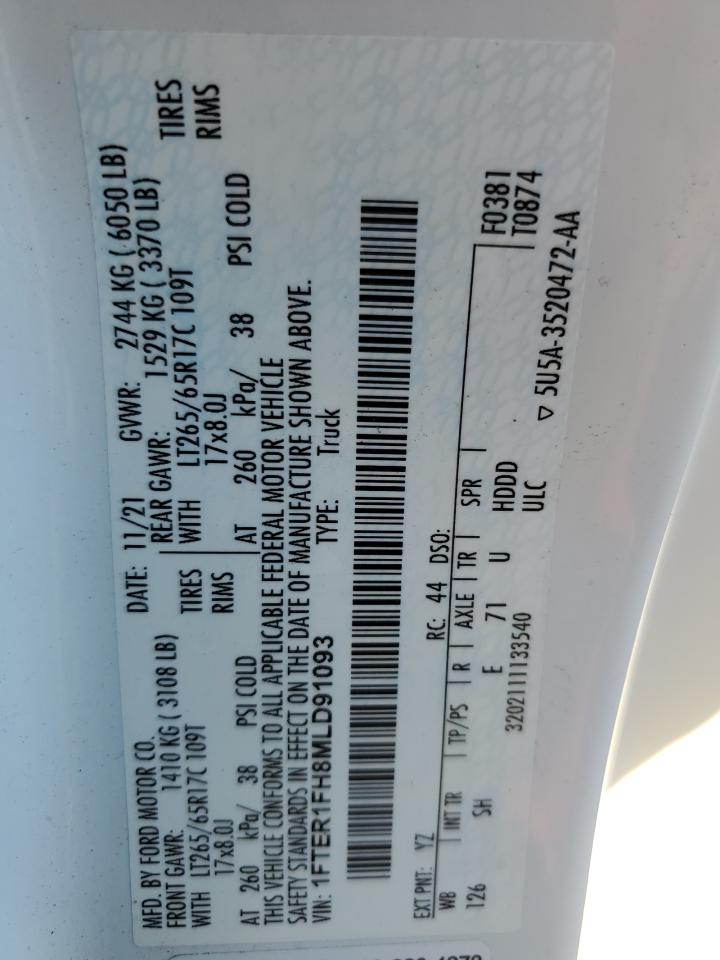 MFD. BY FORD MOTOR CO.
DATE: 11/21 GVWR: 2744 KG ( 6050 LB)
FRONT GAWR: 1410 KG ( 3108 LB) REAR GAWR: 1529 KG ( 3370 LB)
WITH LT265/65R17C 109T TIRES WITH LT265/65R17C 109T TIRES
17x8.0J RIMS 17x8.0J RIMS
AT 260 kPa/ 38 PSI COLD AT 260 kPa/ 38 PSI COLD
THIS VEHICLE CONFORMS TO ALL APPLICABLE FEDERAL MOTOR VEHICLE
SAFETY STANDARDS IN EFFECT ON THE DATE OF MANUFACTURE SHOWN ABOVE.
VIN: 1FTER1FH8MLD91093 TYPE: Truck
EXT PNT: YZ RC: 44 DSO: F0381
WB INT TR TP/PS R AXLE TR SPR T0874
126 SH E 71 U HDDD
3202111133540 ULC ▽ 5U5A-3520472-AA